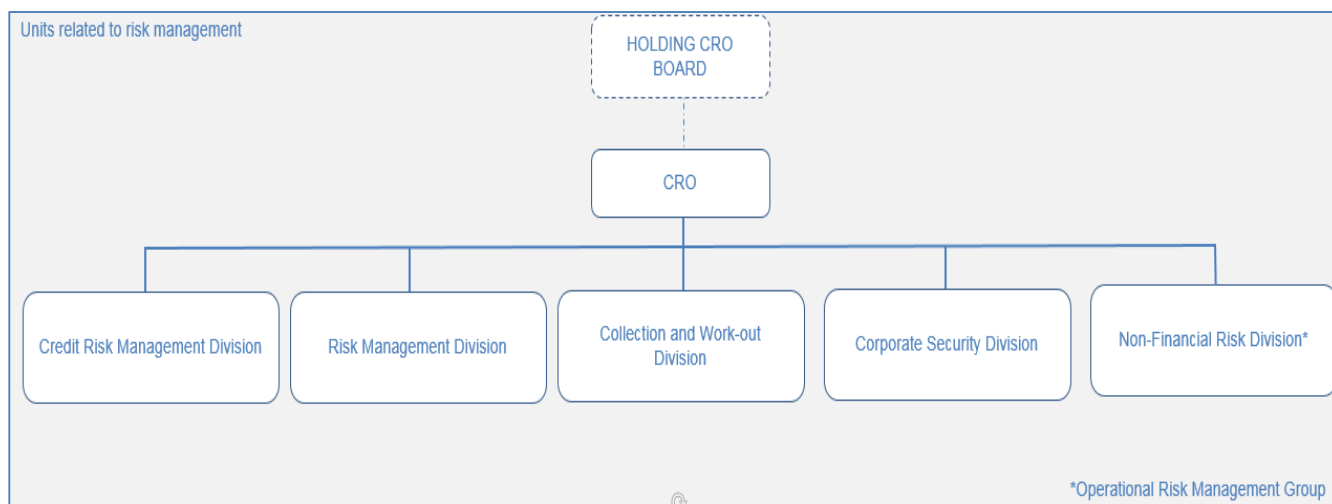 Units related to risk management
HOLDING CRO
BOARD
CRO
Credit Risk Management Division
Risk Management Division
Collection and Work-out
Division
Corporate Security Division
Non-Financial Risk Division*
*Operational Risk Management Group